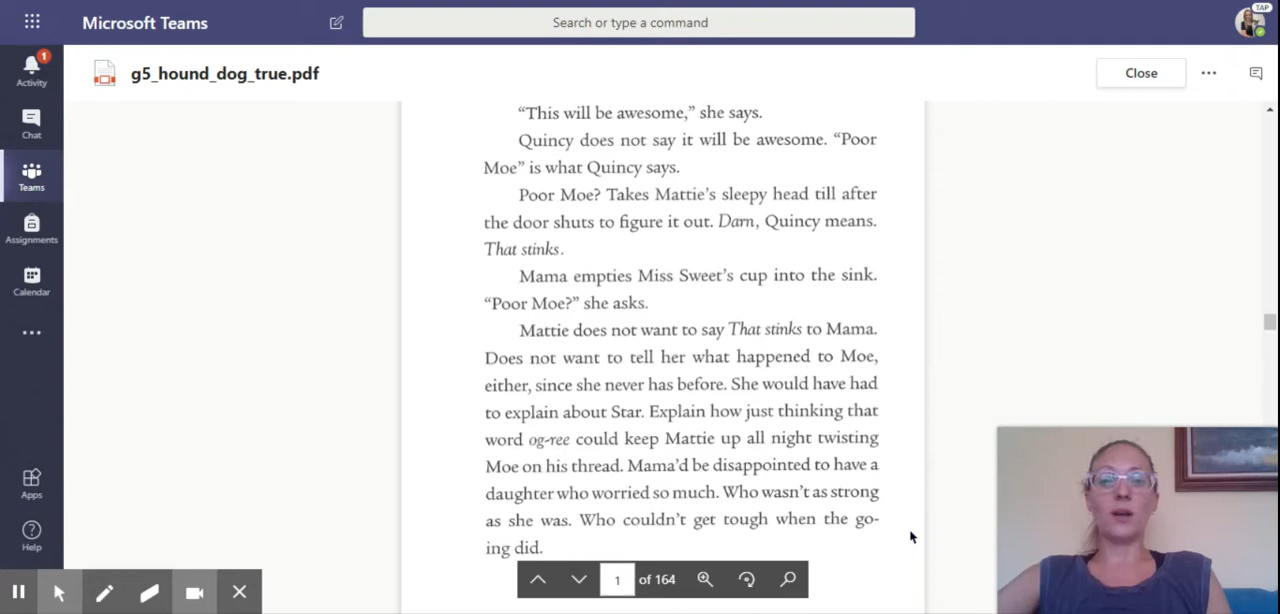 Microsoft Teams
Search or type a command
TAP
1
Activity
g5_hound_dog_true.pdf
Close
Chat
Teams
Assignments
Calendar
Apps
Help
“This will be awesome,” she says.
Quincy does not say it will be awesome. “Poor
Moe” is what Quincy says.
Poor Moe? Takes Mattie’s sleepy head till after
the door shuts to figure it out. Darn, Quincy means.
That stinks.
Mama empties Miss Sweet’s cup into the sink.
“Poor Moe?” she asks.
Mattie does not want to say That stinks to Mama.
Does not want to tell her what happened to Moe,
either, since she never has before. She would have had
to explain about Star. Explain how just thinking that
word og-ree could keep Mattie up all night twisting
Moe on his thread. Mama’d be disappointed to have a
daughter who worried so much. Who wasn’t as strong
as she was. Who couldn’t get tough when the go-
ing did.
1 of 164